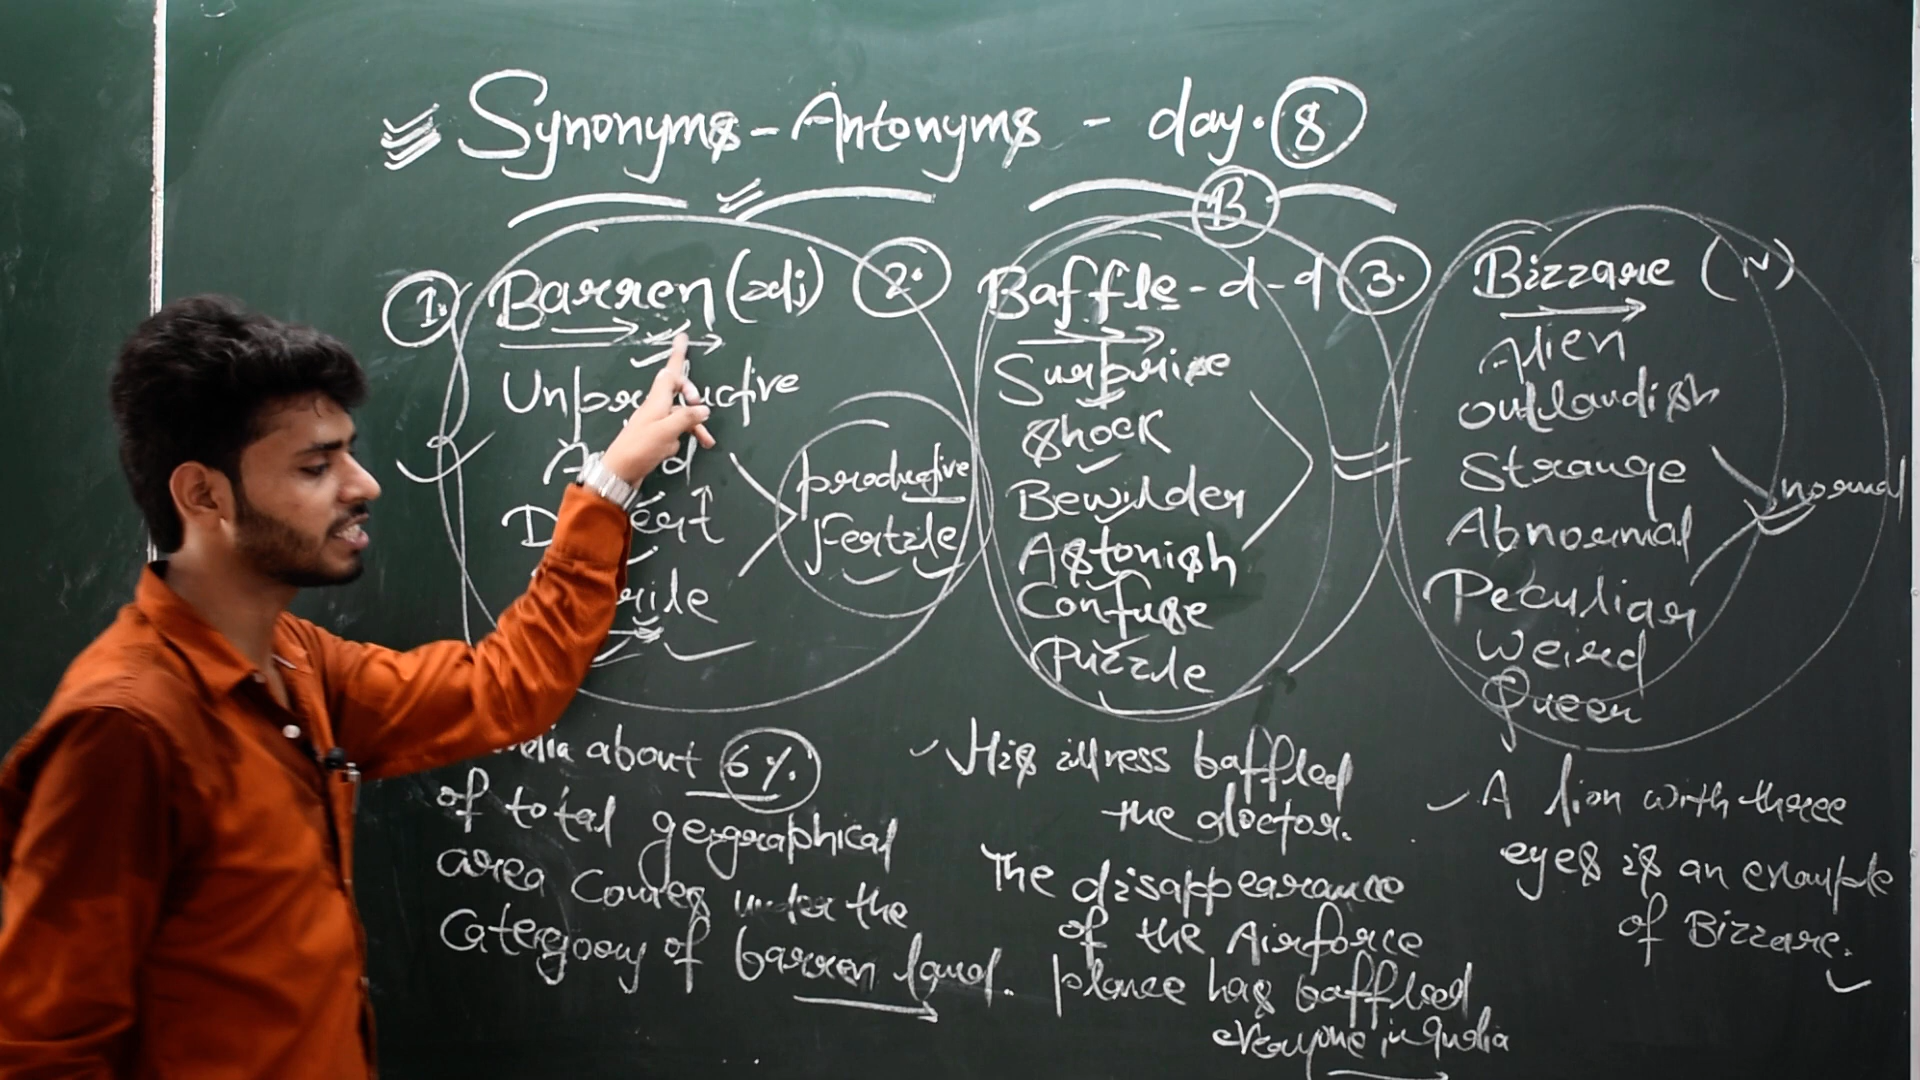 Synonyms - Antonyms - day. 8
B
1. Barren (adj)
Unproductive
productive
Fertile
2. Baffle - d - d
Surprise
Shock
Bewilder
Astonish
Confuse
Puzzle
3. Bizzare (N)
Alien
Outlandish
Strange
Abnormal
Peculiar
Weird
Queer
normal
about 6%.
of total geographical
area comes under the
of barren land.
His illness baffled
the doctor.
The disappearance
of the Airforce
has baffled
everyone in India
A lion with three
eyes is an example
of Bizzare.